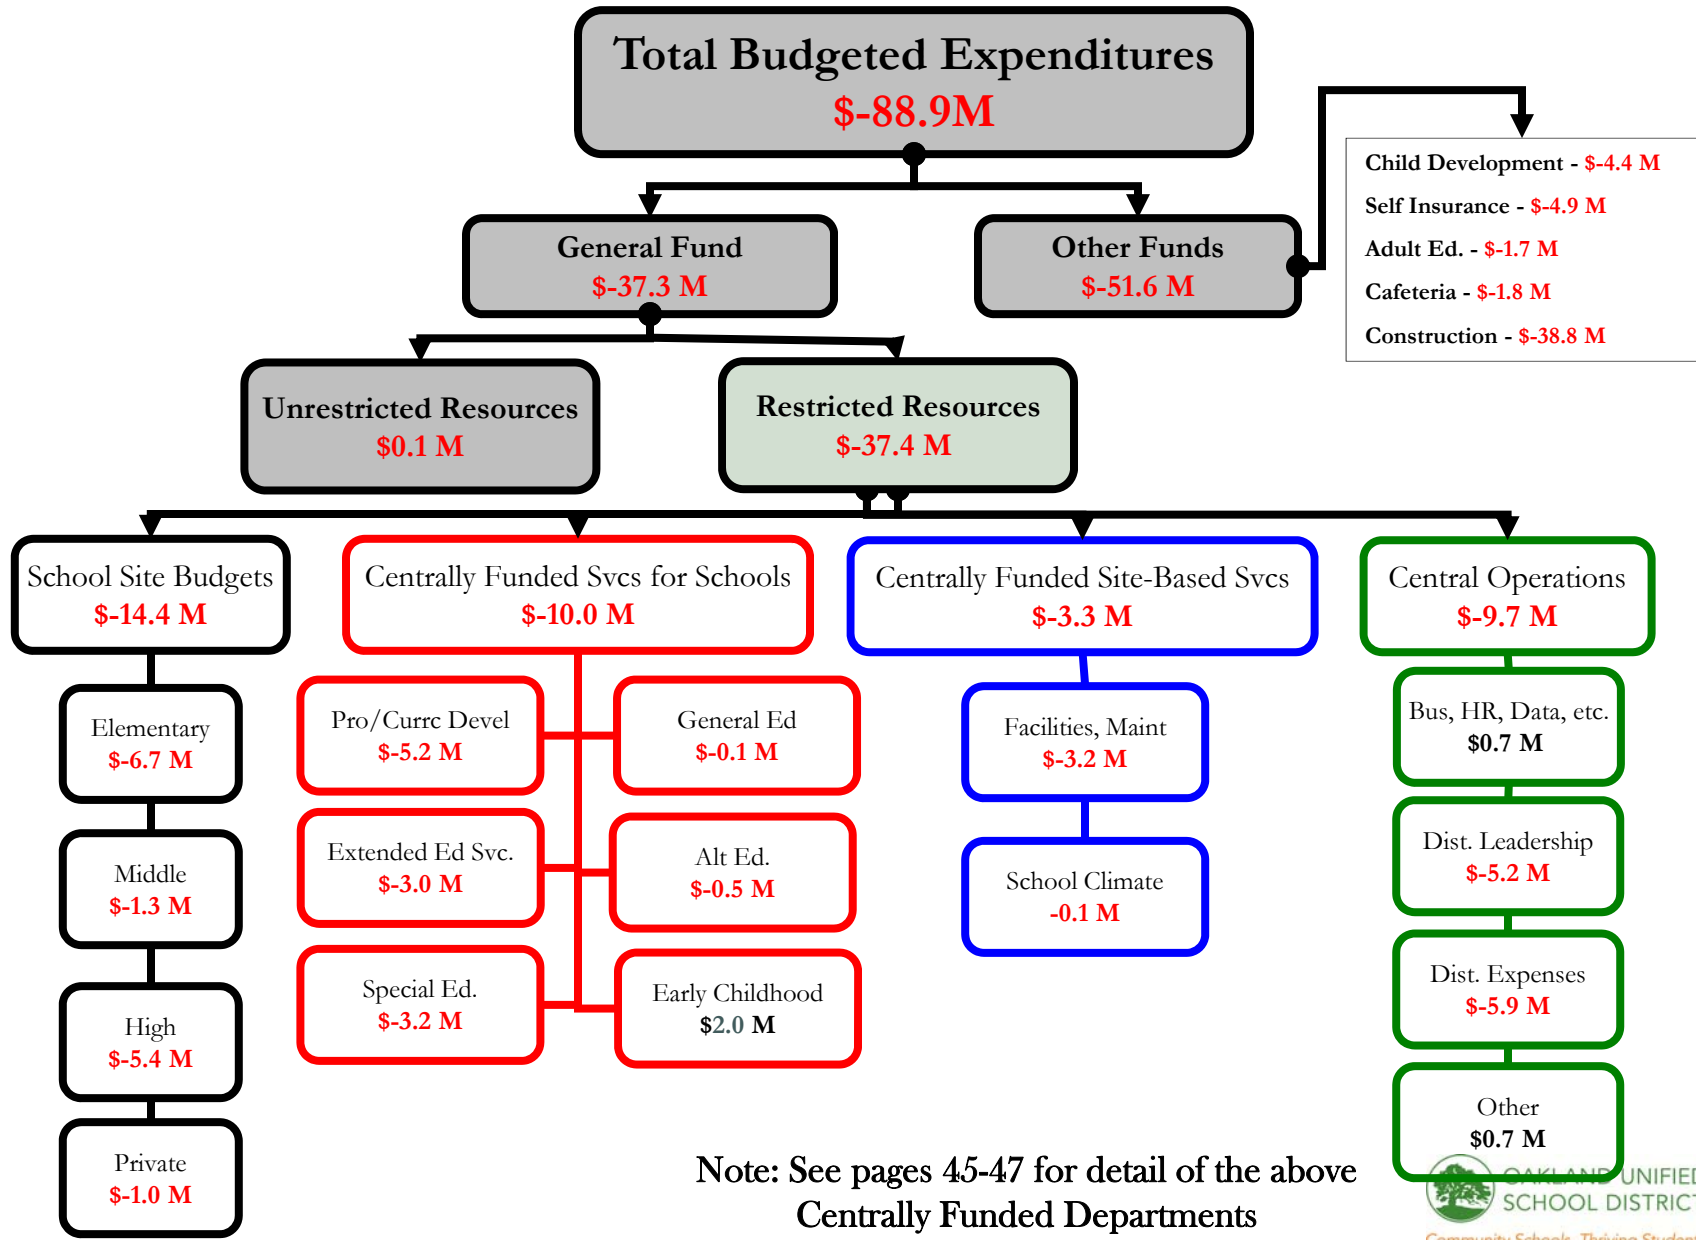 Total Budgeted Expenditures
$-88.9M
Child Development - $-4.4 M
Self Insurance - $-4.9 M
Adult Ed. - $-1.7 M
Cafeteria - $-1.8 M
Construction - $-38.8 M
General Fund
$-37.3 M
Other Funds
$-51.6 M
Unrestricted Resources
$0.1 M
Restricted Resources
$-37.4 M
School Site Budgets
$-14.4 M
Elementary
$-6.7 M
Middle
$-1.3 M
High
$-5.4 M
Private
$-1.0 M
Centrally Funded Svcs for Schools
$-10.0 M
Pro/Currc Devel
$-5.2 M
General Ed
$-0.1 M
Extended Ed Svc.
$-3.0 M
Alt Ed.
$-0.5 M
Special Ed.
$-3.2 M
Early Childhood
$2.0 M
Centrally Funded Site-Based Svcs
$-3.3 M
Facilities, Maint
$-3.2 M
School Climate
-0.1 M
Central Operations
$-9.7 M
Bus, HR, Data, etc.
$0.7 M
Dist. Leadership
$-5.2 M
Dist. Expenses
$-5.9 M
Other
$0.7 M
Note: See pages 45-47 for detail of the above
Centrally Funded Departments
OAKLAND UNIFIED
SCHOOL DISTRICT
Community Schools, Thriving Student